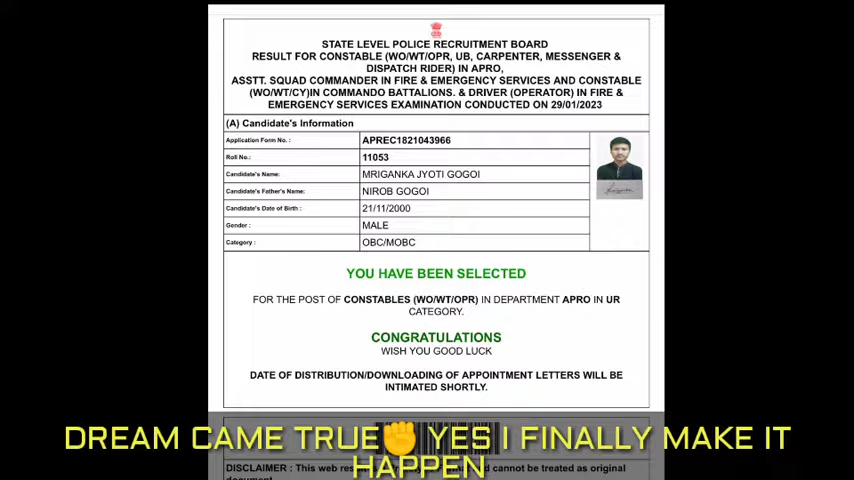 STATE LEVEL POLICE RECRUITMENT BOARD
RESULT FOR CONSTABLE (WO/WT/OPR, UB, CARPENTER, MESSENGER &
DISPATCH RIDER) IN APRO,
ASSTT. SQUAD COMMANDER IN FIRE & EMERGENCY SERVICES AND CONSTABLE
(WO/WT/CY)IN COMMANDO BATTALIONS. & DRIVER (OPERATOR) IN FIRE &
EMERGENCY SERVICES EXAMINATION CONDUCTED ON 29/01/2023
(A) Candidate's Information
Application Form No. : APREC1821043966
Roll No.: 11053
Candidate's Name: MRIGANKA JYOTI GOGOI
Candidate's Father's Name: NIROB GOGOI
Candidate's Date of Birth : 21/11/2000
Gender : MALE
Category : OBC/MOBC
YOU HAVE BEEN SELECTED
FOR THE POST OF CONSTABLES (WO/WT/OPR) IN DEPARTMENT APRO IN UR
CATEGORY.
CONGRATULATIONS
WISH YOU GOOD LUCK
DATE OF DISTRIBUTION/DOWNLOADING OF APPOINTMENT LETTERS WILL BE
INTIMATED SHORTLY.
DREAM CAME TRUE✊ YES I FINALLY MAKE IT
HAPPEN
DISCLAIMER : This web cannot be treated as original
document